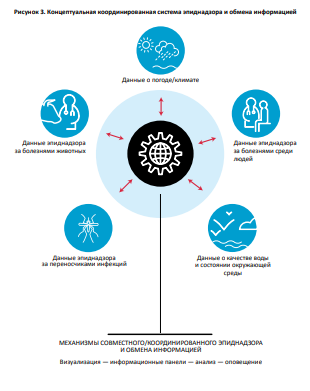 Рисунок 3. Концептуальная координированная система эпиднадзора и обмена информацией
Данные о погоде/климате
Данные эпиднадзора
за болезнями животных
Данные эпиднадзора
за болезнями среди
людей
Данные эпиднадзора
за переносчиками инфекций
Данные о качестве воды
и состоянии окружающей
среды
МЕХАНИЗМЫ СОВМЕСТНОГО/КООРДИНИРОВАННОГО ЭПИДНАДЗОРА
И ОБМЕНА ИНФОРМАЦИЕЙ
Визуализация — информационные панели — анализ — оповещение